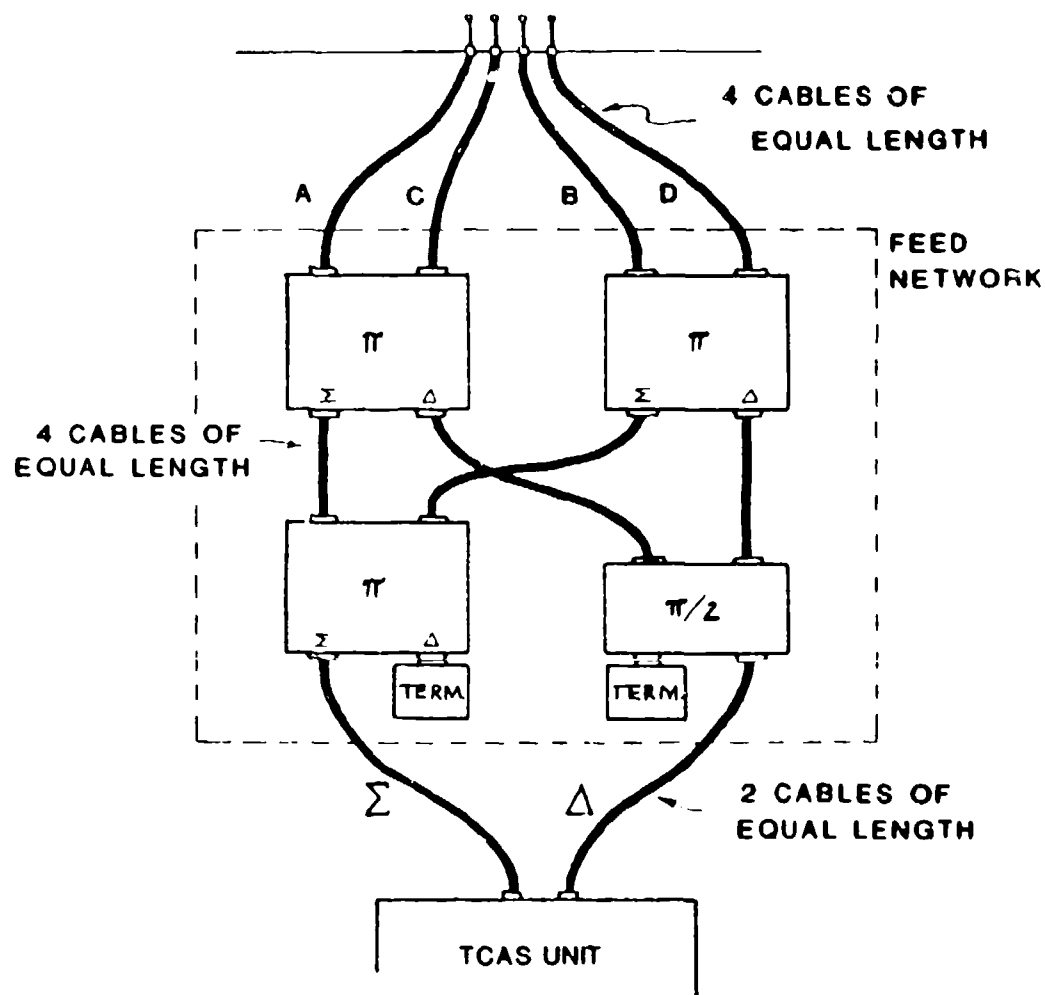 4 CABLES OF
EQUAL LENGTH
A
C
B
D
FEED
NETWORK
π
π
Σ
Δ
Σ
Δ
4 CABLES OF
EQUAL LENGTH
π
π/2
Σ
Δ
TERM.
TERM.
Σ
Δ
2 CABLES OF
EQUAL LENGTH
TCAS UNIT